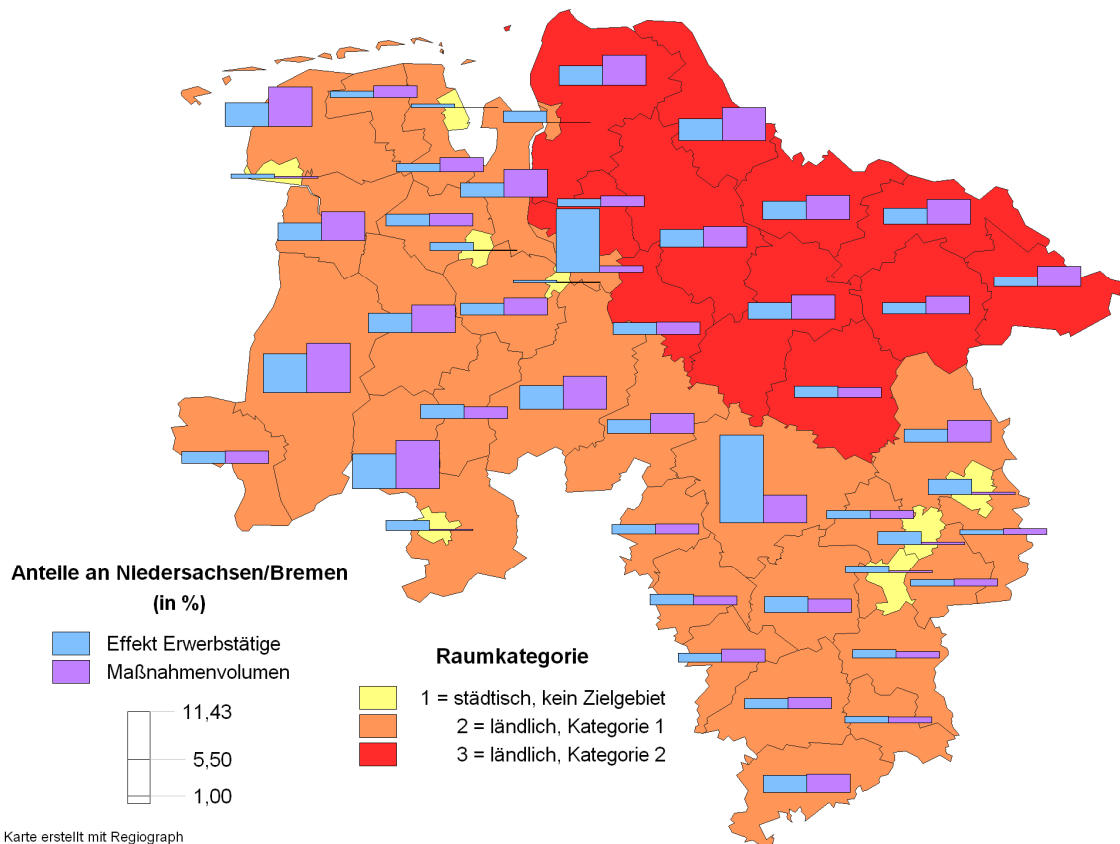 Antelle an Niedersachsen/Bremen
(in %)
Effekt Erwerbstätige
Maßnahmenvolumen
11,43
5,50
1,00
Raumkategorie
1 = städtisch, kein Zielgebiet
2 = ländlich, Kategorie 1
3 = ländlich, Kategorie 2
Karte erstellt mit Regiograph